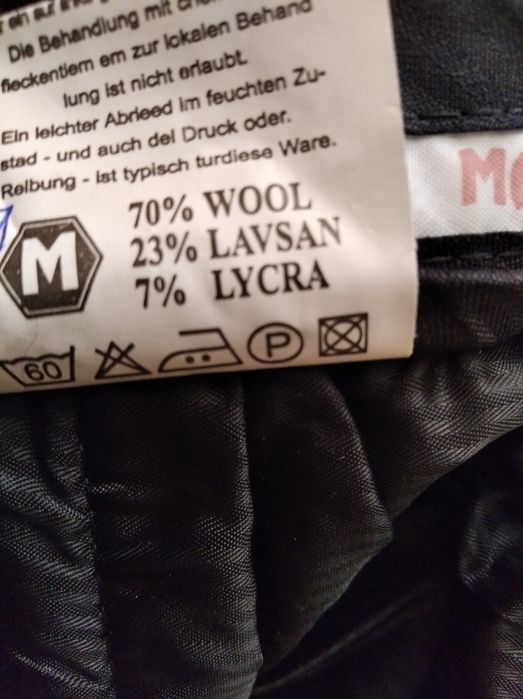 Die Behandlung mit
fleckentiem em zur lokalen Behand
lung ist nicht erlaubt.
Ein leichter Abrieed im feuchten Zu-
stad - und auch del Druck oder.
Reibung - ist typisch turdiese Ware.
M
70% WOOL
23% LAVSAN
7% LYCRA
60 P
M